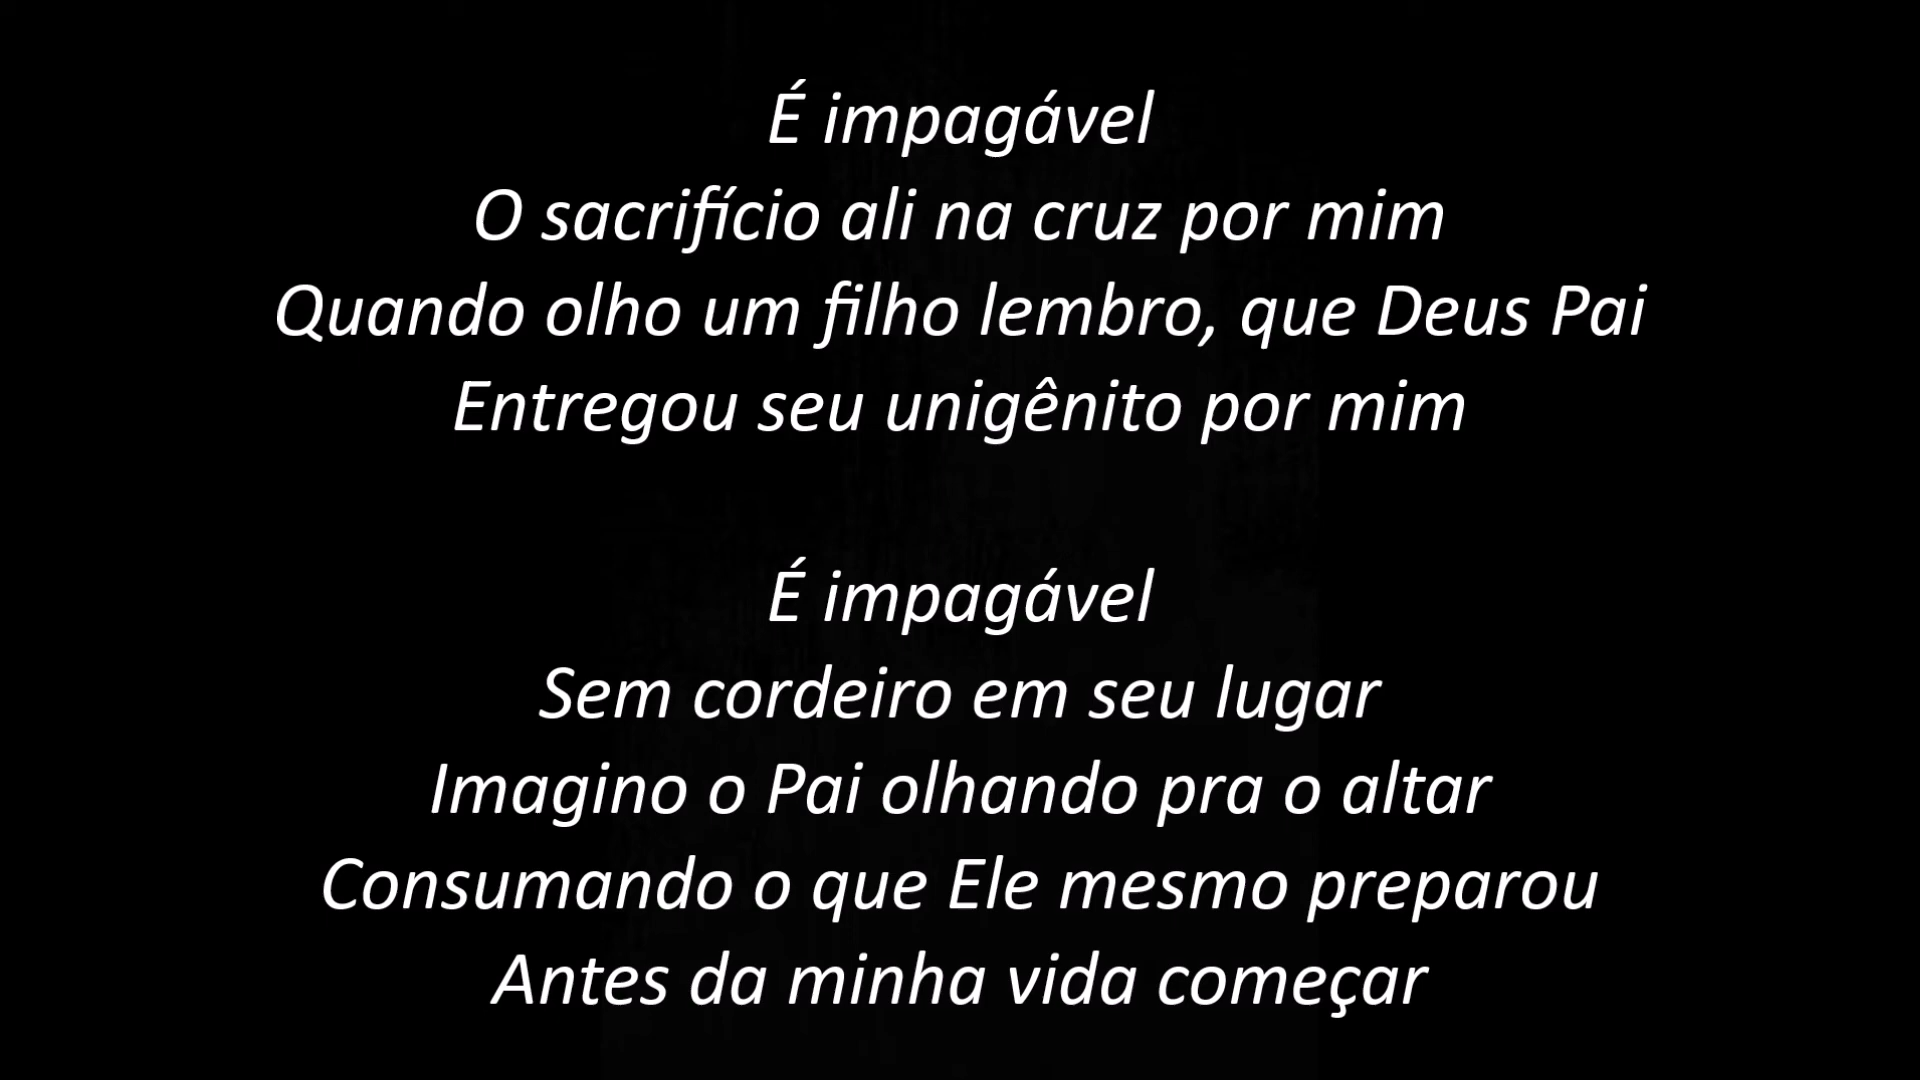 É impagável
O sacrifício ali na cruz por mim
Quando olho um filho lembro, que Deus Pai
Entregou seu unigênito por mim
É impagável
Sem cordeiro em seu lugar
Imagino o Pai olhando pra o altar
Consumando o que Ele mesmo preparou
Antes da minha vida começar